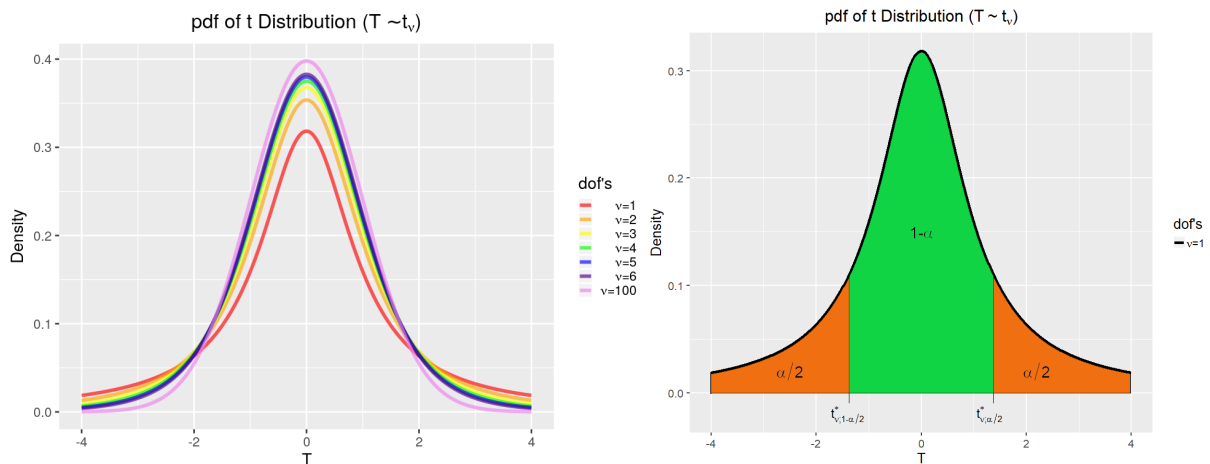 pdf of t Distribution (T ~tν)
0.4
0.3
0.2
0.1
0.0
Density
-4
-2
0
2
4
T
dof's
ν=1
ν=2
ν=3
ν=4
ν=5
ν=6
ν=100
pdf of t Distribution (T ~ tν)
0.3
0.2
0.1
0.0
Density
1-α
α/2
α/2
t*ν;1-α/2
t*ν;α/2
-4
-2
0
2
4
T
dof's
ν=1